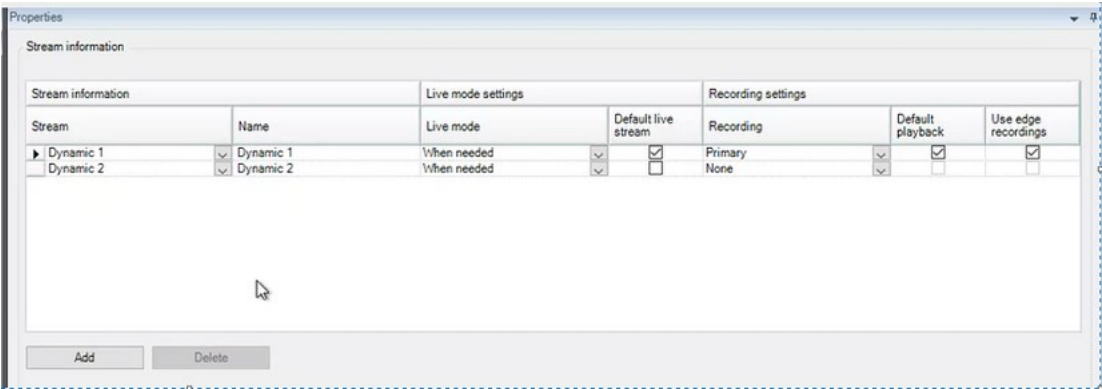 Properties
Stream information
Stream information Live mode settings Recording settings
Stream Name Live mode Default live stream Recording Default playback Use edge recordings
Dynamic 1 Dynamic 1 When needed Primary
Dynamic 2 Dynamic 2 When needed None
Add Delete